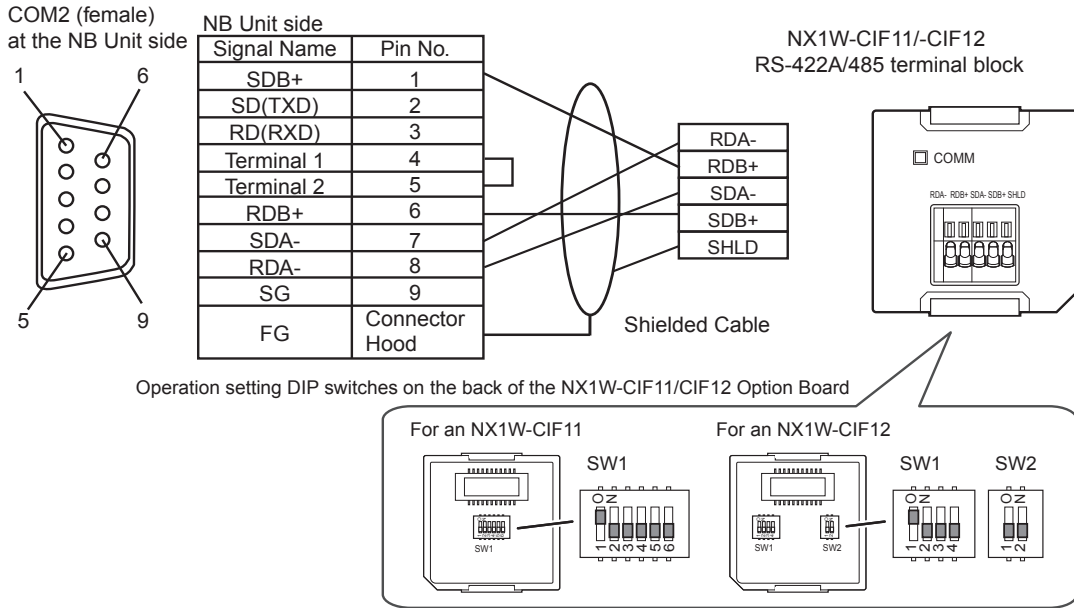 COM2 (female)
at the NB Unit side
1
6
5
9
NB Unit side
Signal Name Pin No.
SDB+ 1
SD(TXD) 2
RD(RXD) 3
Terminal 1 4
Terminal 2 5
RDB+ 6
SDA- 7
RDA- 8
SG 9
FG Connector Hood
RDA-
RDB+
SDA-
SDB+
SHLD
Shielded Cable
NX1W-CIF11/-CIF12
RS-422A/485 terminal block
COMM
RDA- RDB+ SDA- SDB+ SHLD
Operation setting DIP switches on the back of the NX1W-CIF11/CIF12 Option Board
For an NX1W-CIF11
SW1
SW1
ON
1 2 3 4 5 6
For an NX1W-CIF12
SW1 SW2
SW1
ON
1 2 3 4
SW2
ON
1 2